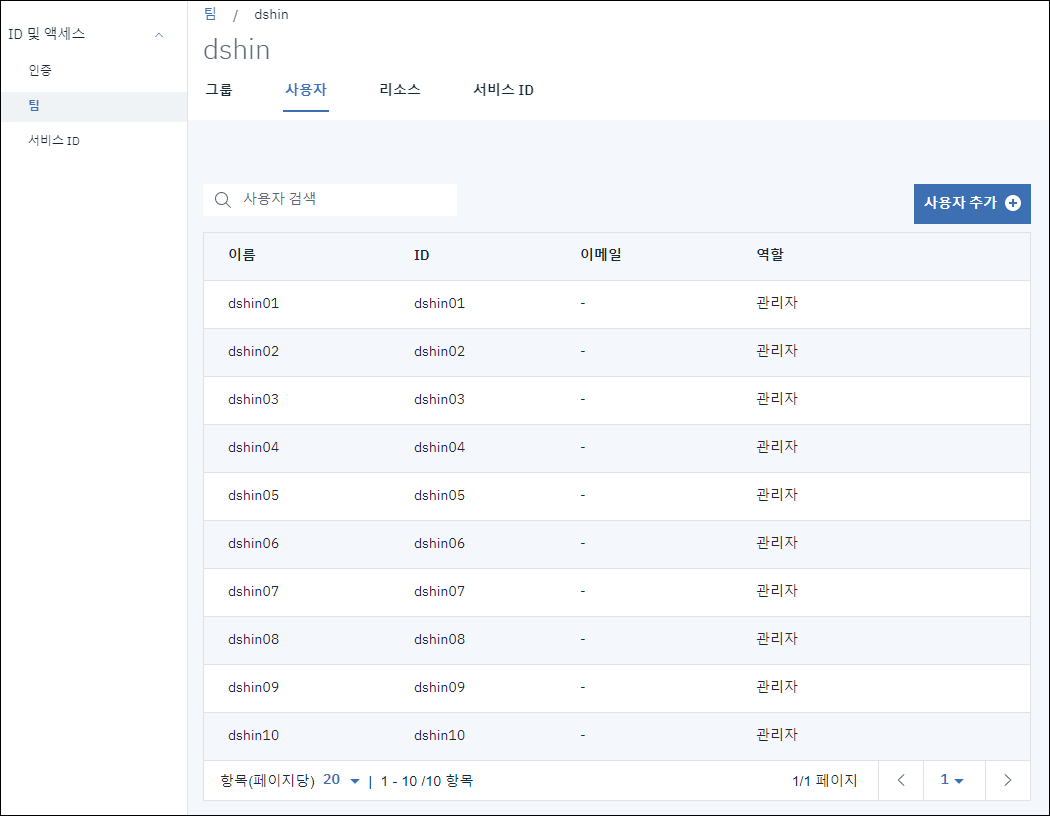 ID 및 액세스
인증
팀
서비스 ID
팀 / dshin
dshin
그룹 사용자 리소스 서비스 ID
사용자 검색
사용자 추가
이름 ID 이메일 역할
dshin01 dshin01 - 관리자
dshin02 dshin02 - 관리자
dshin03 dshin03 - 관리자
dshin04 dshin04 - 관리자
dshin05 dshin05 - 관리자
dshin06 dshin06 - 관리자
dshin07 dshin07 - 관리자
dshin08 dshin08 - 관리자
dshin09 dshin09 - 관리자
dshin10 dshin10 - 관리자
항목(페이지당) 20 | 1 - 10 /10 항목 1/1 페이지 1